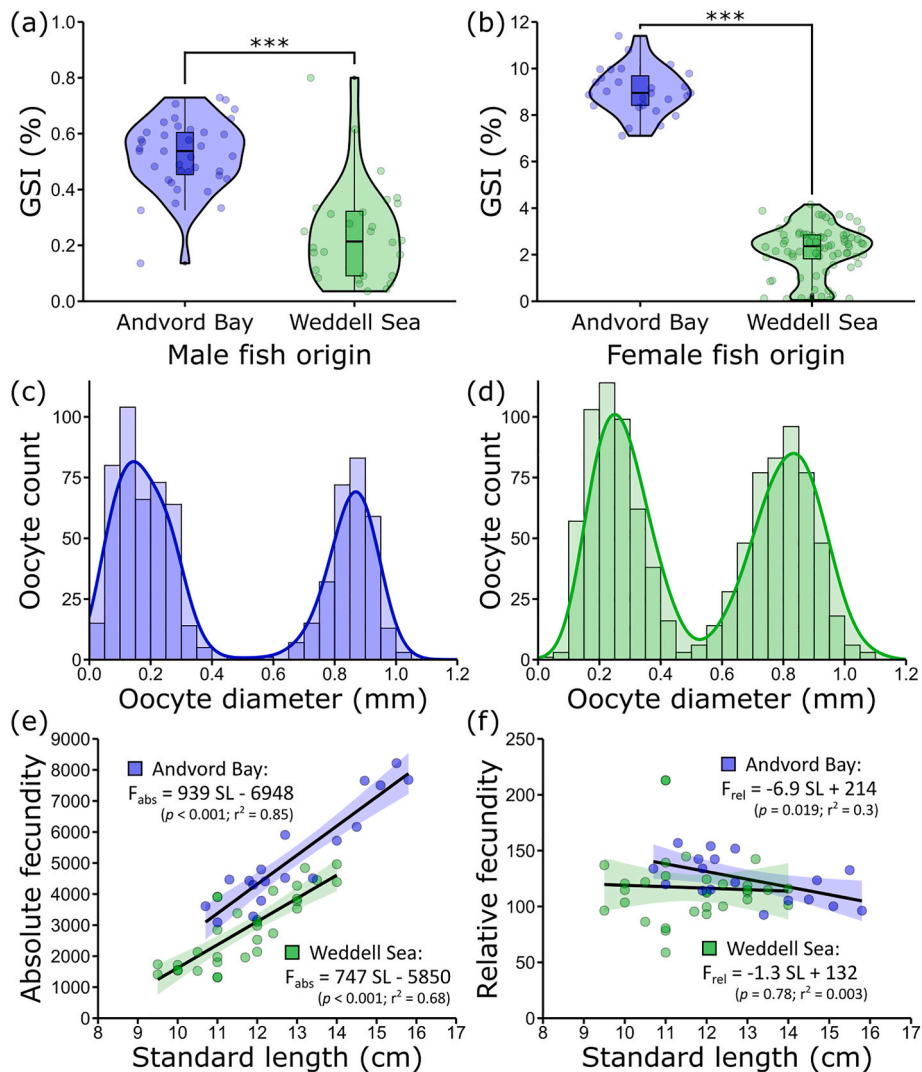 (a)
1.0
0.8
0.6
0.4
0.2
0.0
GSI (%)
***
Andvord Bay
Weddell Sea
Male fish origin
(b)
12
10
8
6
4
2
0
GSI (%)
***
Andvord Bay
Weddell Sea
Female fish origin
(c)
100
75
50
25
0
Oocyte count
0.0 0.2 0.4 0.6 0.8 1.0 1.2
Oocyte diameter (mm)
(d)
100
75
50
25
0
Oocyte count
0.0 0.2 0.4 0.6 0.8 1.0 1.2
Oocyte diameter (mm)
(e)
9000
8000
7000
6000
5000
4000
3000
2000
1000
0
Absolute fecundity
Andvord Bay:
Fabs = 939 SL - 6948
(p < 0.001; r² = 0.85)
Weddell Sea:
Fabs = 747 SL - 5850
(p < 0.001; r² = 0.68)
8 9 10 11 12 13 14 15 16 17
Standard length (cm)
(f)
250
200
150
100
50
0
Relative fecundity
Andvord Bay:
Frel = -6.9 SL + 214
(p = 0.019; r² = 0.3)
Weddell Sea:
Frel = -1.3 SL + 132
(p = 0.78; r² = 0.003)
8 9 10 11 12 13 14 15 16 17
Standard length (cm)